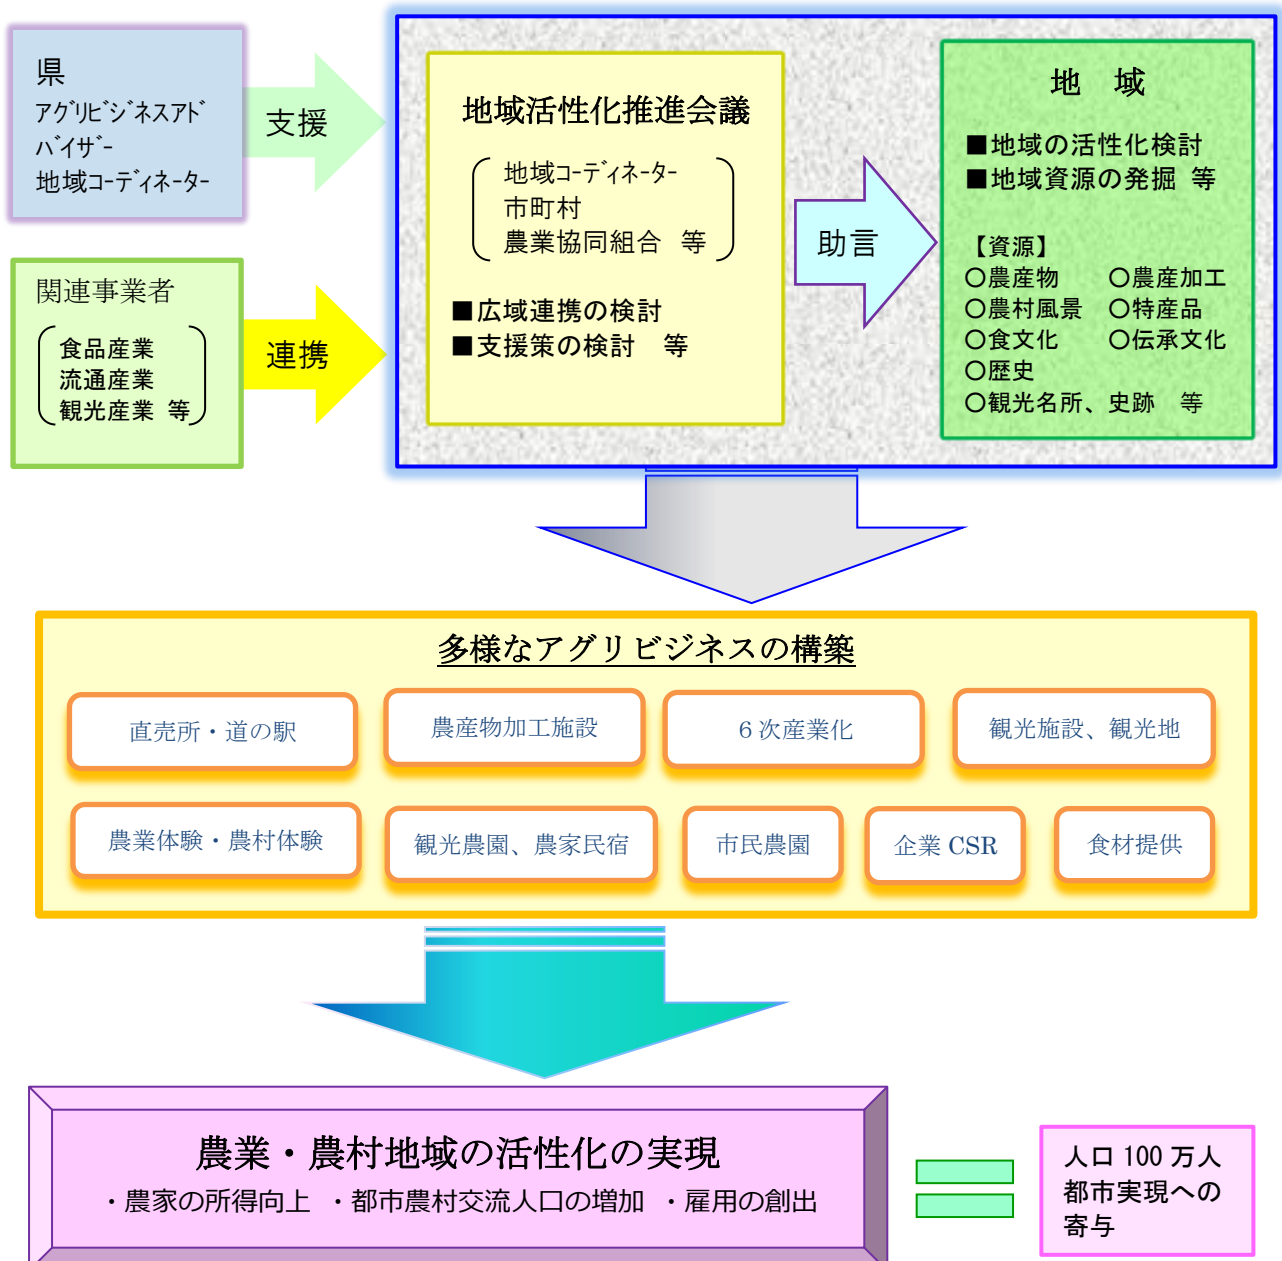 県
ｱｸﾞﾘﾋﾞｼﾞﾈｽｱﾄﾞ
ﾊﾞｲｻﾞｰ
地域ｺｰﾃﾞｨﾈｰﾀｰ
支援
関連事業者
食品産業
流通産業
観光産業 等
連携
地域活性化推進会議
地域ｺｰﾃﾞｨﾈｰﾀｰ
市町村
農業協同組合 等
■広域連携の検討
■支援策の検討 等
助言
地 域
■地域の活性化検討
■地域資源の発掘 等
【資源】
○農産物 ○農産加工
○農村風景 ○特産品
○食文化 ○伝承文化
○歴史
○観光名所、史跡 等
多様なアグリビジネスの構築
直売所・道の駅
農産物加工施設
６次産業化
観光施設、観光地
農業体験・農村体験
観光農園、農家民宿
市民農園
企業 CSR
食材提供
農業・農村地域の活性化の実現
・農家の所得向上 ・都市農村交流人口の増加 ・雇用の創出
人口 100 万人
都市実現への
寄与